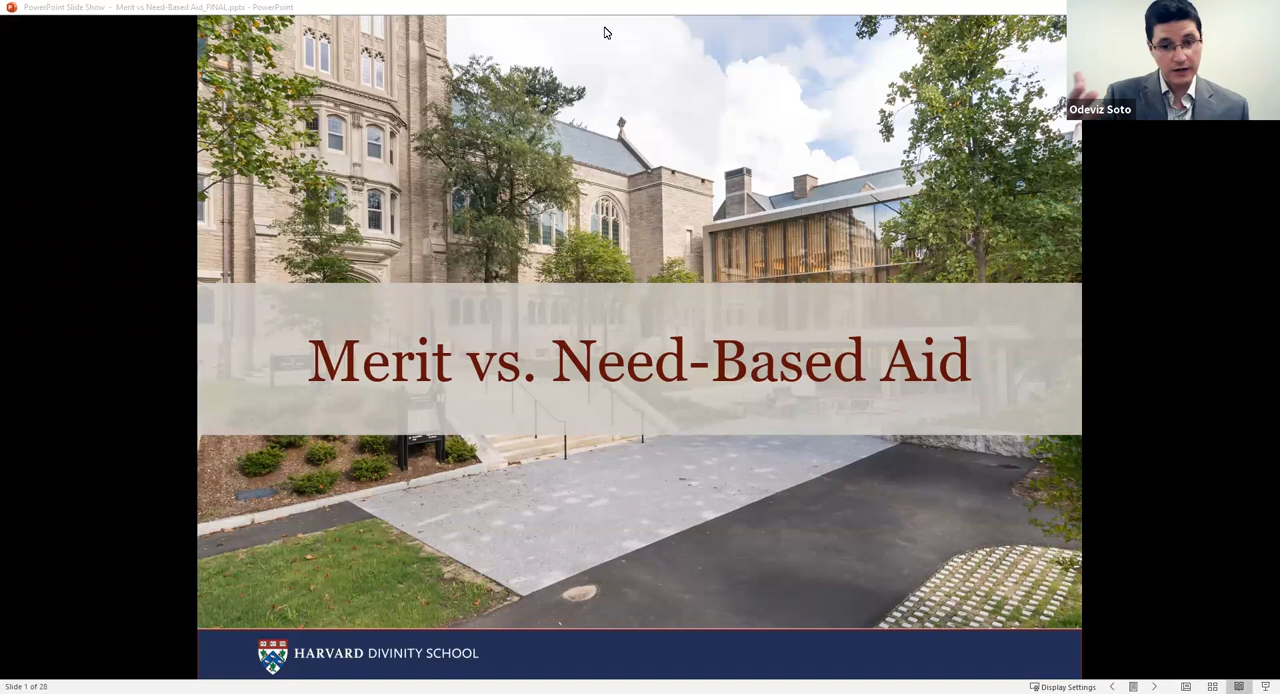 PowerPoint Slide Show - Merit vs Need-Based Aid_FINAL.pptx - PowerPoint
Odeviz Soto
Merit vs. Need-Based Aid
HARVARD DIVINITY SCHOOL
Slide 1 of 28
Display Settings